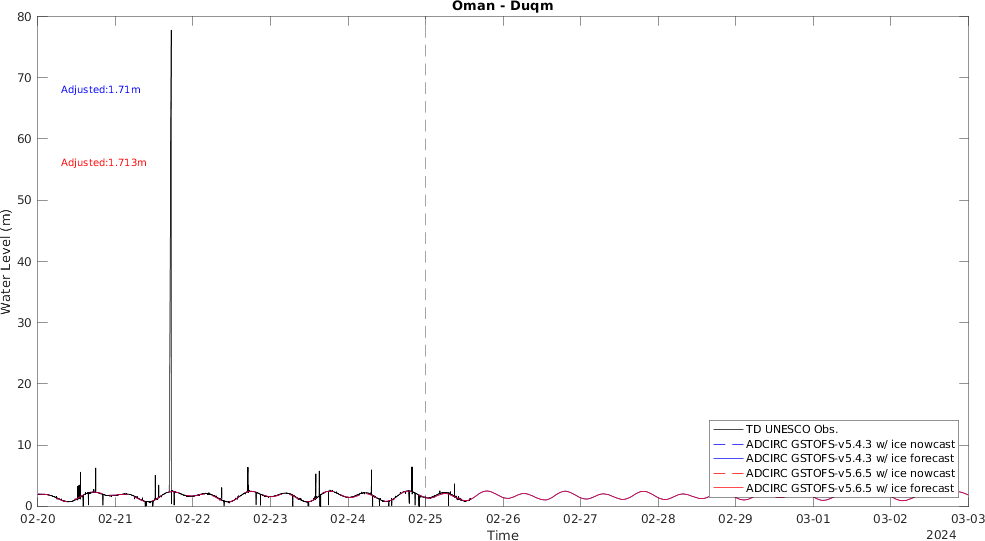 Oman - Duqm
80
70
60
50
40
30
20
10
0
Water Level (m)
Adjusted:1.71m
Adjusted:1.713m
TD UNESCO Obs.
ADCIRC GSTOFS-v5.4.3 w/ ice nowcast
ADCIRC GSTOFS-v5.4.3 w/ ice forecast
ADCIRC GSTOFS-v5.6.5 w/ ice nowcast
ADCIRC GSTOFS-v5.6.5 w/ ice forecast
02-20 02-21 02-22 02-23 02-24 02-25 02-26 02-27 02-28 02-29 03-01 03-02 03-03
Time
2024